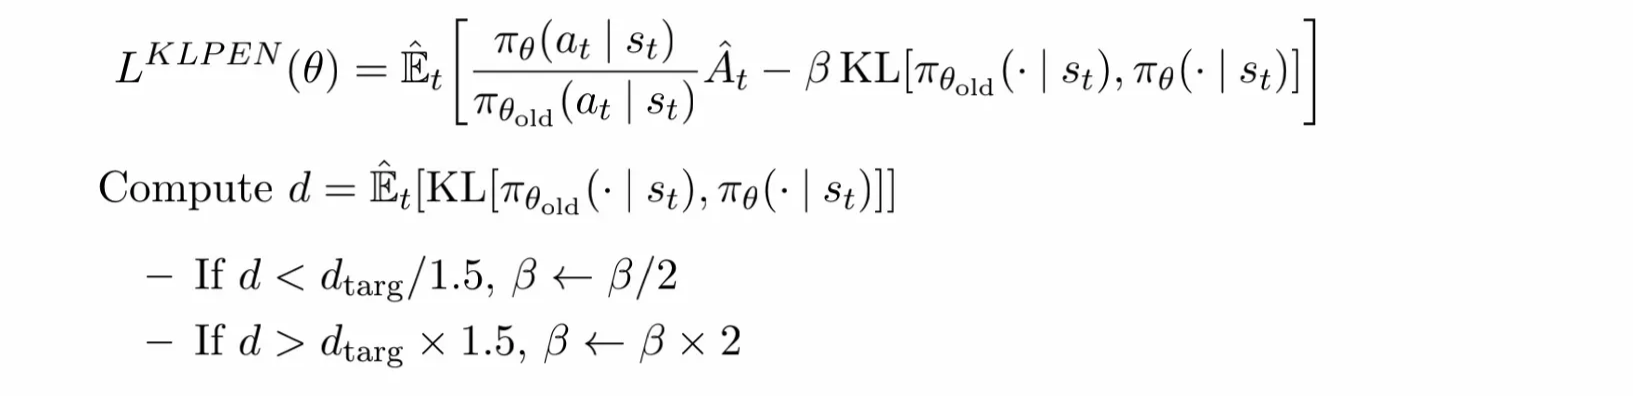 L^{KLPEN}(θ) = Ê_t[ \frac{π_θ(a_t | s_t)}{π_{θ_old}(a_t | s_t)} Â_t − β KL[π_{θ_old}(· | s_t), π_θ(· | s_t)] ]
Compute d = Ê_t[KL[π_{θ_old}(· | s_t), π_θ(· | s_t)]]
– If d < d_targ/1.5, β ← β/2
– If d > d_targ × 1.5, β ← β × 2